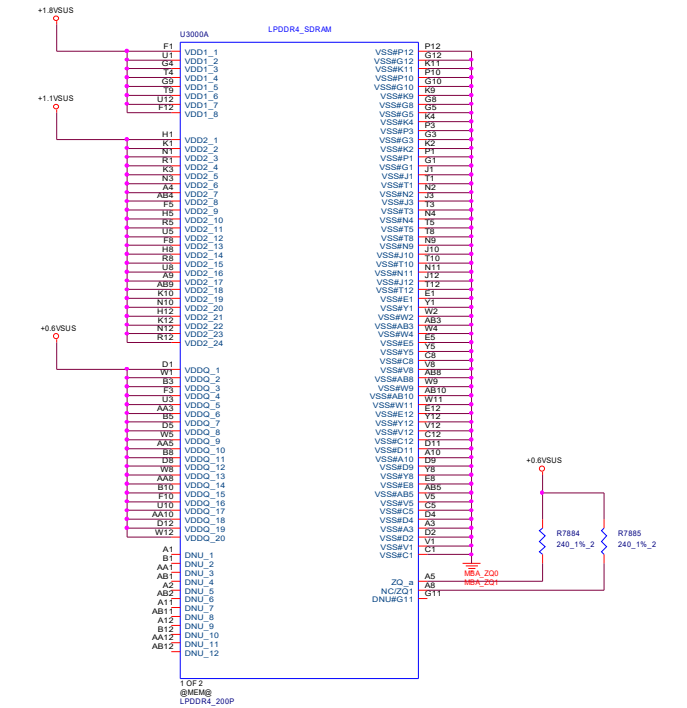 +1.8VSUS
U3000A
LPDDR4_SDRAM
F1 VDD1_1
U1 VDD1_2
G4 VDD1_3
T4 VDD1_4
G9 VDD1_5
T9 VDD1_6
U12 VDD1_7
F12 VDD1_8
+1.1VSUS
H1 VDD2_1
K1 VDD2_2
N1 VDD2_3
R1 VDD2_4
K3 VDD2_5
N3 VDD2_6
A4 VDD2_7
AB4 VDD2_8
F5 VDD2_9
H5 VDD2_10
R5 VDD2_11
U5 VDD2_12
F8 VDD2_13
H8 VDD2_14
R8 VDD2_15
U8 VDD2_16
A9 VDD2_17
AB9 VDD2_18
K10 VDD2_19
N10 VDD2_20
H12 VDD2_21
K12 VDD2_22
N12 VDD2_23
R12 VDD2_24
+0.6VSUS
D1 VDDQ_1
W1 VDDQ_2
B3 VDDQ_3
F3 VDDQ_4
U3 VDDQ_5
AA3 VDDQ_6
B5 VDDQ_7
D5 VDDQ_8
W5 VDDQ_9
AA5 VDDQ_10
B8 VDDQ_11
D8 VDDQ_12
W8 VDDQ_13
AA8 VDDQ_14
B10 VDDQ_15
F10 VDDQ_16
U10 VDDQ_17
AA10 VDDQ_18
D12 VDDQ_19
W12 VDDQ_20
A1 DNU_1
B1 DNU_2
AA1 DNU_3
AB1 DNU_4
A2 DNU_5
AB2 DNU_6
A11 DNU_7
AB11 DNU_8
A12 DNU_9
B12 DNU_10
AA12 DNU_11
AB12 DNU_12
VSS#P12 P12
VSS#G12 G12
VSS#K11 K11
VSS#P10 P10
VSS#G10 G10
VSS#K9 K9
VSS#G8 G8
VSS#G5 G5
VSS#K4 K4
VSS#P3 P3
VSS#G3 G3
VSS#K2 K2
VSS#P1 P1
VSS#G1 G1
VSS#J1 J1
VSS#T1 T1
VSS#N2 N2
VSS#J3 J3
VSS#T3 T3
VSS#N4 N4
VSS#T5 T5
VSS#T8 T8
VSS#N9 N9
VSS#J10 J10
VSS#T10 T10
VSS#N11 N11
VSS#J12 J12
VSS#T12 T12
VSS#E1 E1
VSS#Y1 Y1
VSS#W2 W2
VSS#AB3 AB3
VSS#W4 W4
VSS#E5 E5
VSS#Y5 Y5
VSS#C8 C8
VSS#V8 V8
VSS#AB8 AB8
VSS#W9 W9
VSS#AB10 AB10
VSS#W11 W11
VSS#E12 E12
VSS#Y12 Y12
VSS#V12 V12
VSS#C12 C12
VSS#D11 D11
VSS#A10 A10
VSS#D9 D9
VSS#Y8 Y8
VSS#E8 E8
VSS#AB5 AB5
VSS#V5 V5
VSS#C5 C5
VSS#D4 D4
VSS#A3 A3
VSS#D2 D2
VSS#V1 V1
VSS#C1 C1
ZQ_a A5 MBA_ZQ0
NC/ZQ1 A8 MBA_ZQ1
DNU#G11 G11
+0.6VSUS
R7884
240_1%_2
R7885
240_1%_2
1 OF 2
@MEM@
LPDDR4_200P